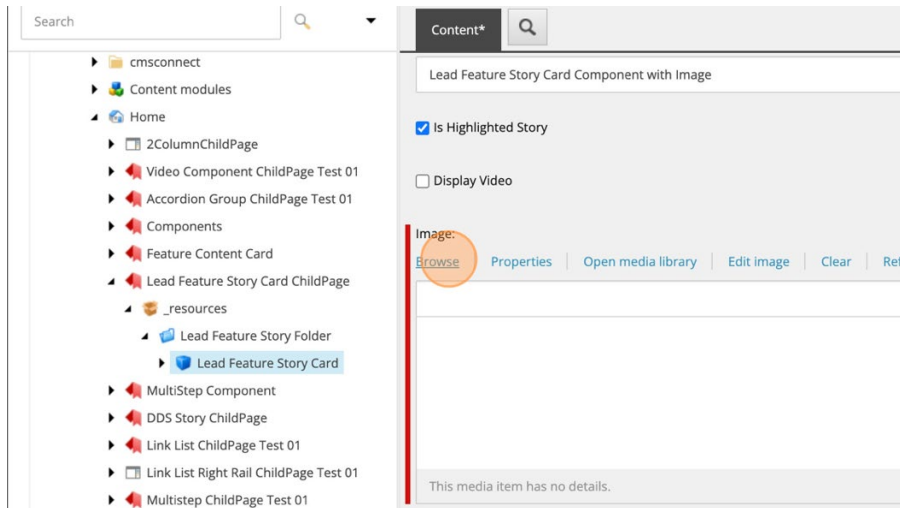 Search
cmsconnect
Content modules
Home
2ColumnChildPage
Video Component ChildPage Test 01
Accordion Group ChildPage Test 01
Components
Feature Content Card
Lead Feature Story Card ChildPage
_resources
Lead Feature Story Folder
Lead Feature Story Card
MultiStep Component
DDS Story ChildPage
Link List ChildPage Test 01
Link List Right Rail ChildPage Test 01
Multistep ChildPage Test 01
Content*
Lead Feature Story Card Component with Image
Is Highlighted Story
Display Video
Image:
Browse Properties Open media library Edit image Clear Ref
This media item has no details.